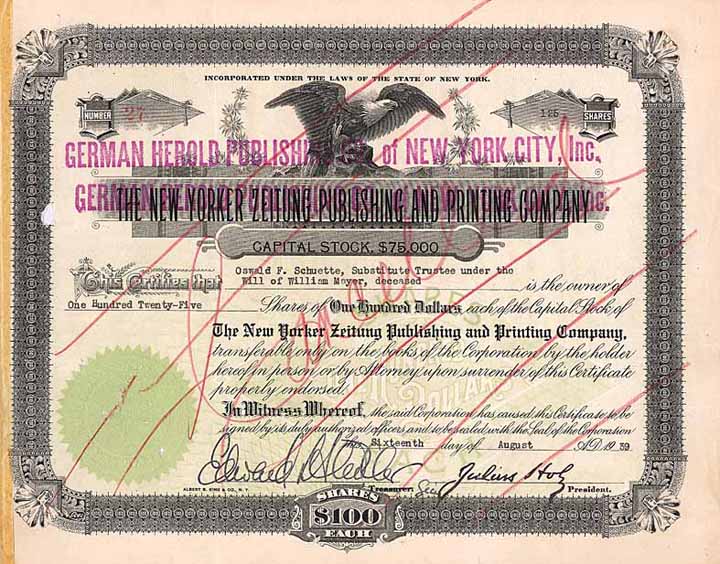 INCORPORATED UNDER THE LAWS OF THE STATE OF NEW YORK.
NUMBER 27
125 SHARES
GERMAN HEROLD PUBLISHING CO. of NEW YORK CITY, Inc.
THE NEW YORKER ZEITUNG PUBLISHING AND PRINTING COMPANY
CAPITAL STOCK, $75,000
This Certifies that Oswald F. Schuette, Substitute Trustee under the
Will of William Mayer, deceased is the owner of
One Hundred Twenty-Five Shares of One Hundred Dollars each of the Capital Stock of
The New Yorker Zeitung Publishing and Printing Company,
transferable only on the books of the Corporation by the holder
hereof in person or by Attorney upon surrender of this Certificate
properly endorsed.
In Witness Whereof, the said Corporation has caused this Certificate to be
signed by its duly authorized officers and to be sealed with the Seal of the Corporation
Sixteenth day of August A.D. 1939
Julius Holz
ALBERT B. KING & CO., N. Y.
Treasurer.
President.
SHARES
$100
EACH